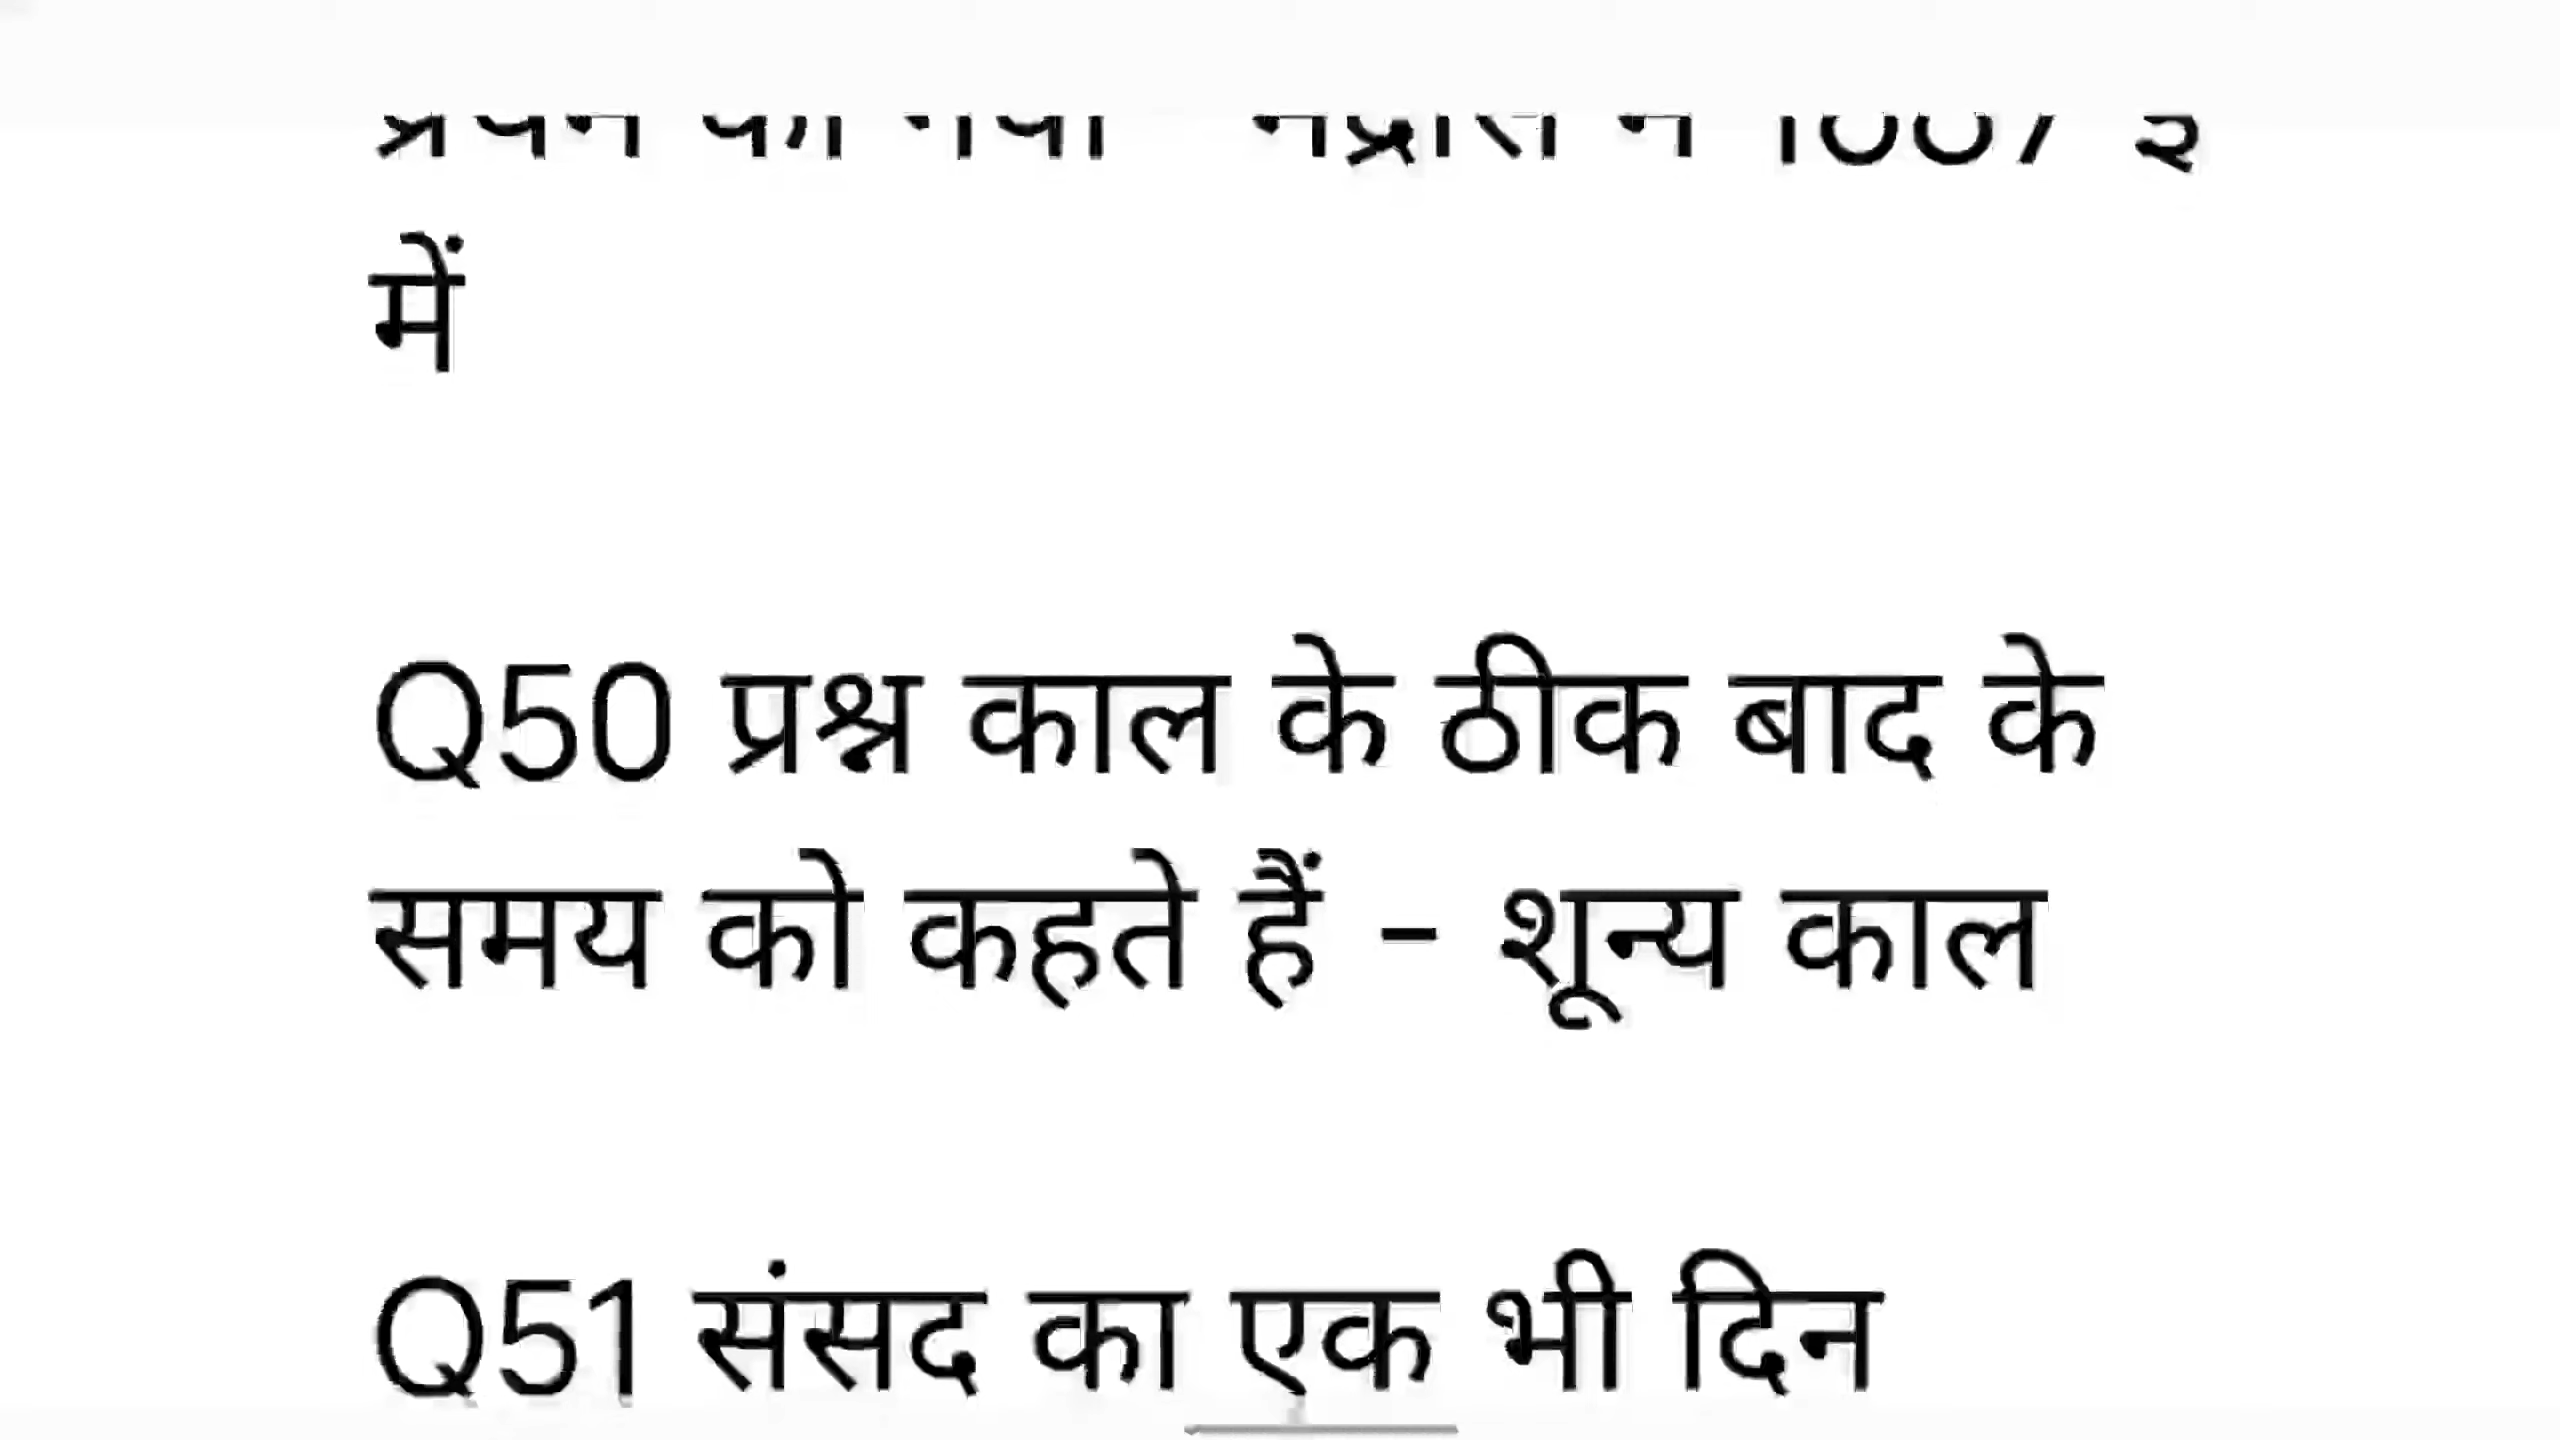 में
Q50 प्रश्न काल के ठीक बाद के
समय को कहते हैं - शून्य काल
Q51 संसद का एक भी दिन